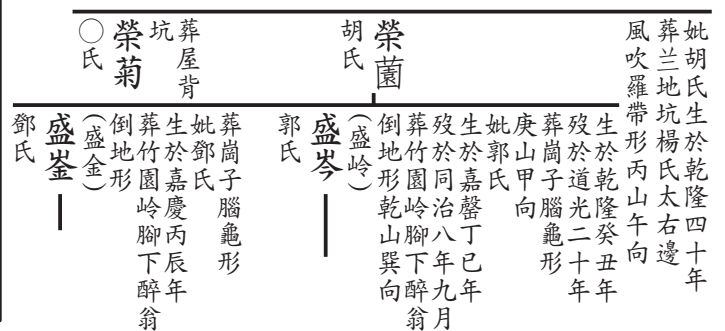 妣胡氏生於乾隆四十年
葬兰地坑楊氏太右邊
風吹羅帶形丙山午向
榮薗
胡氏
葬屋背
坑
榮菊
〇氏
生於乾隆癸丑年
歿於道光二十年
葬崗子腦龜形
庚山甲向
妣郭氏
生於嘉罄丁已年
歿於同治八年九月
葬竹園岭腳下醉翁
倒地形乾山巽向
(盛岭)
盛岑
郭氏
葬崗子腦龜形
妣鄧氏
生於嘉慶丙辰年
葬竹園岭腳下醉翁
倒地形
(盛金)
盛崟
鄧氏